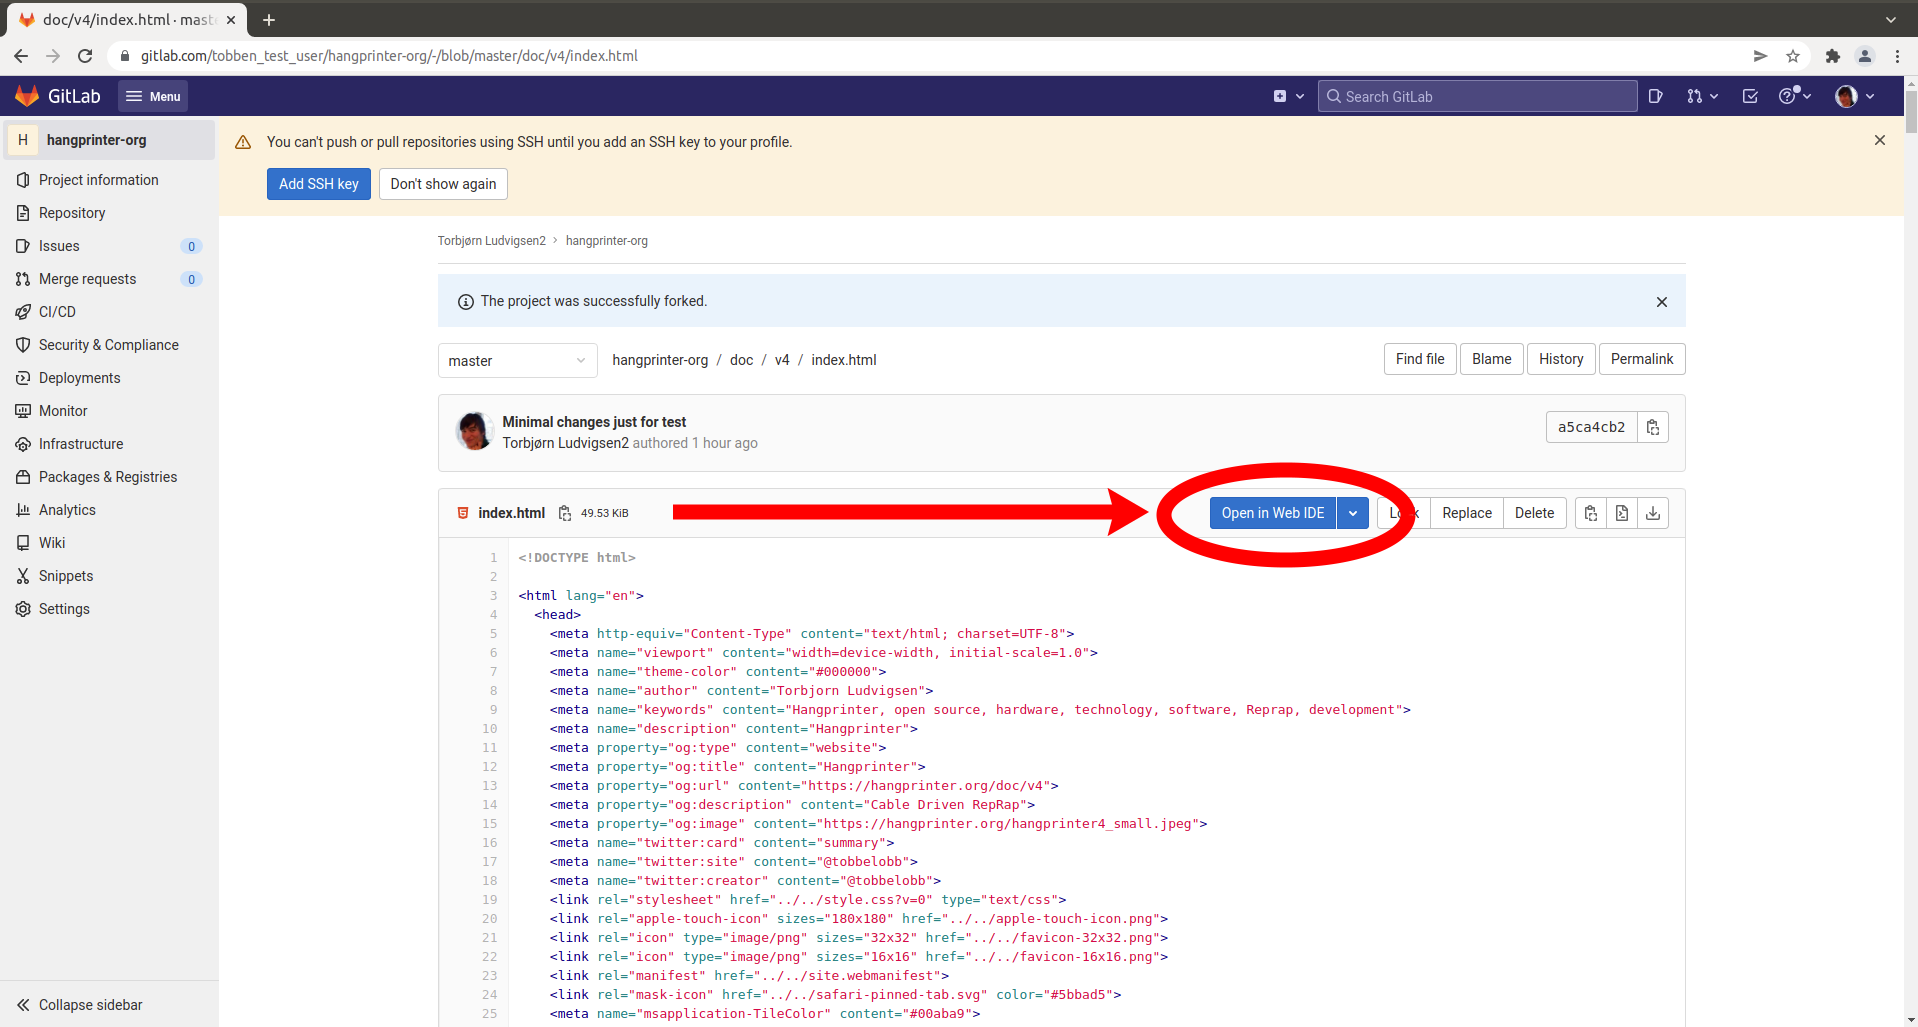 doc/v4/index.html · mast
gitlab.com/tobben_test_user/hangprinter-org/-/blob/master/doc/v4/index.html
GitLab
Menu
Search GitLab
H hangprinter-org
Project information
Repository
Issues 0
Merge requests 0
CI/CD
Security & Compliance
Deployments
Monitor
Infrastructure
Packages & Registries
Analytics
Wiki
Snippets
Settings
Collapse sidebar
You can't push or pull repositories using SSH until you add an SSH key to your profile.
Add SSH key Don't show again
Torbjørn Ludvigsen2 › hangprinter-org
The project was successfully forked.
master hangprinter-org / doc / v4 / index.html Find file Blame History Permalink
Minimal changes just for test
Torbjørn Ludvigsen2 authored 1 hour ago
a5ca4cb2
index.html 49.53 KiB Open in Web IDE Replace Delete
1 <!DOCTYPE html>
2
3 <html lang="en">
4 <head>
5 <meta http-equiv="Content-Type" content="text/html; charset=UTF-8">
6 <meta name="viewport" content="width=device-width, initial-scale=1.0">
7 <meta name="theme-color" content="#000000">
8 <meta name="author" content="Torbjorn Ludvigsen">
9 <meta name="keywords" content="Hangprinter, open source, hardware, technology, software, Reprap, development">
10 <meta name="description" content="Hangprinter">
11 <meta property="og:type" content="website">
12 <meta property="og:title" content="Hangprinter">
13 <meta property="og:url" content="https://hangprinter.org/doc/v4">
14 <meta property="og:description" content="Cable Driven RepRap">
15 <meta property="og:image" content="https://hangprinter.org/hangprinter4_small.jpeg">
16 <meta name="twitter:card" content="summary">
17 <meta name="twitter:site" content="@tobbelobb">
18 <meta name="twitter:creator" content="@tobbelobb">
19 <link rel="stylesheet" href="../../style.css?v=0" type="text/css">
20 <link rel="apple-touch-icon" sizes="180x180" href="../../apple-touch-icon.png">
21 <link rel="icon" type="image/png" sizes="32x32" href="../../favicon-32x32.png">
22 <link rel="icon" type="image/png" sizes="16x16" href="../../favicon-16x16.png">
23 <link rel="manifest" href="../../site.webmanifest">
24 <link rel="mask-icon" href="../../safari-pinned-tab.svg" color="#5bbad5">
25 <meta name="msapplication-TileColor" content="#00aba9">